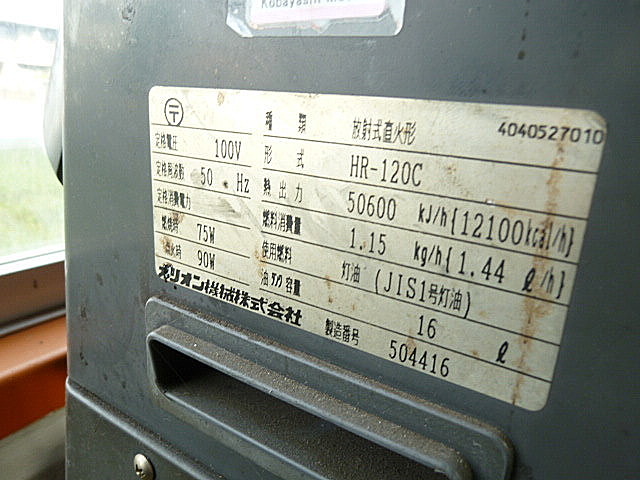 Kobayashi
〒
種類 放射式直火形 4040527010
定格電圧 100V
形式 HR-120C
定格周波数 50 Hz
熱出力 50600 kJ/h{12100kcal/h}
定格消費電力
燃料消費量 1.15 kg/h{1.44 ℓ/h}
燃焼時 75W
使用燃料 灯油 (JIS1号灯油)
点火時 90W
油タンク容量 16 ℓ
オリオン機械株式会社
製造番号 504416